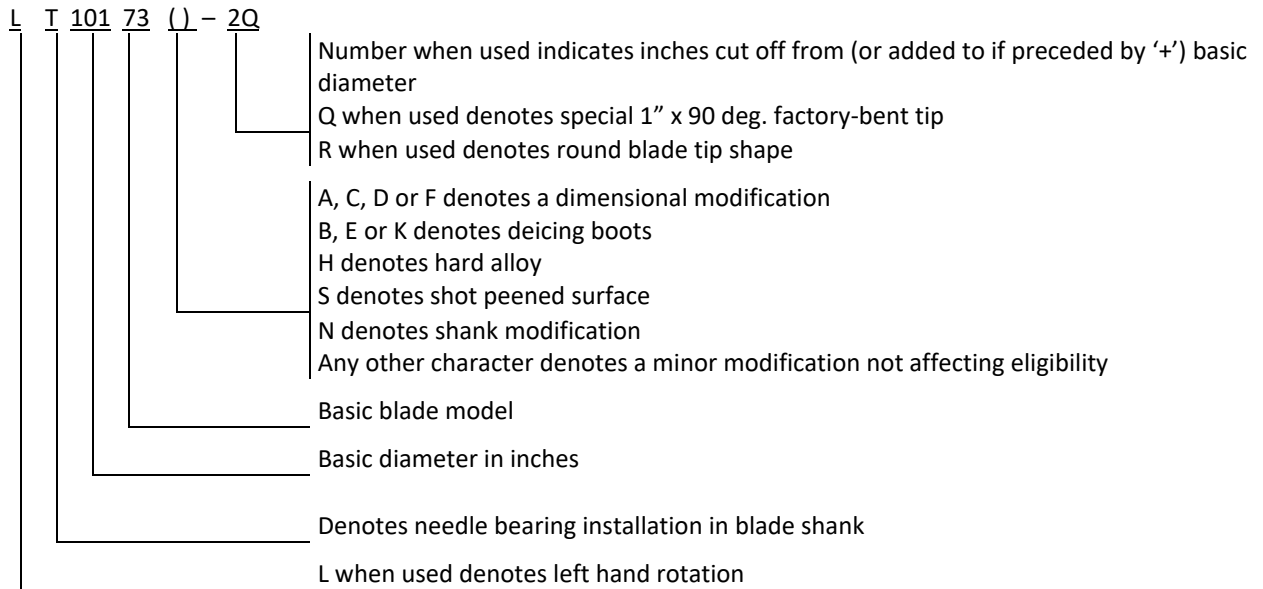 L T 101 73 ( ) – 2Q
Number when used indicates inches cut off from (or added to if preceded by ‘+’) basic
diameter
Q when used denotes special 1” x 90 deg. factory-bent tip
R when used denotes round blade tip shape
A, C, D or F denotes a dimensional modification
B, E or K denotes deicing boots
H denotes hard alloy
S denotes shot peened surface
N denotes shank modification
Any other character denotes a minor modification not affecting eligibility
Basic blade model
Basic diameter in inches
Denotes needle bearing installation in blade shank
L when used denotes left hand rotation